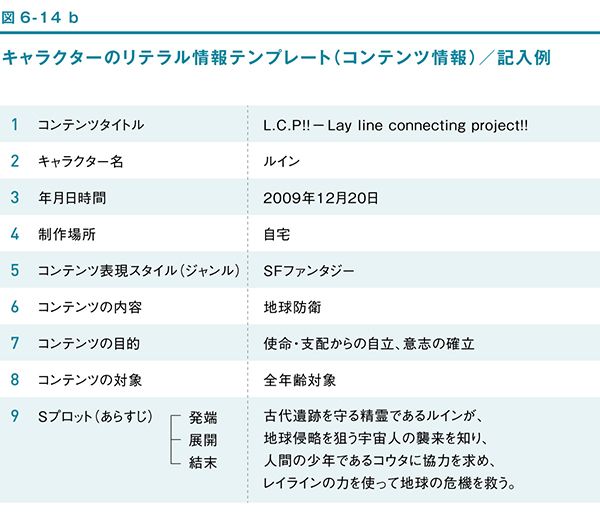 図6-14 b
キャラクターのリテラル情報テンプレート（コンテンツ情報）／記入例
1 コンテンツタイトル L.C.P!!－Lay line connecting project!!
2 キャラクター名 ルイン
3 年月日時間 2009年12月20日
4 制作場所 自宅
5 コンテンツ表現スタイル（ジャンル） SFファンタジー
6 コンテンツの内容 地球防衛
7 コンテンツの目的 使命・支配からの自立、意志の確立
8 コンテンツの対象 全年齢対象
9 Sプロット（あらすじ） 発端 古代遺跡を守る精霊であるルインが、
展開 地球侵略を狙う宇宙人の襲来を知り、
結末 人間の少年であるコウタに協力を求め、
レイラインの力を使って地球の危機を救う。